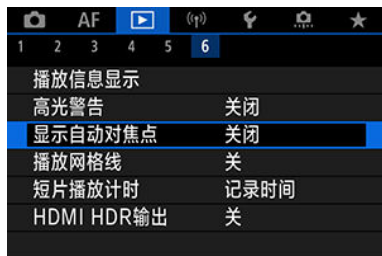 AF
1 2 3 4 5 6
播放信息显示
高光警告 关闭
显示自动对焦点 关闭
播放网格线 关
短片播放计时 记录时间
HDMI HDR输出 关